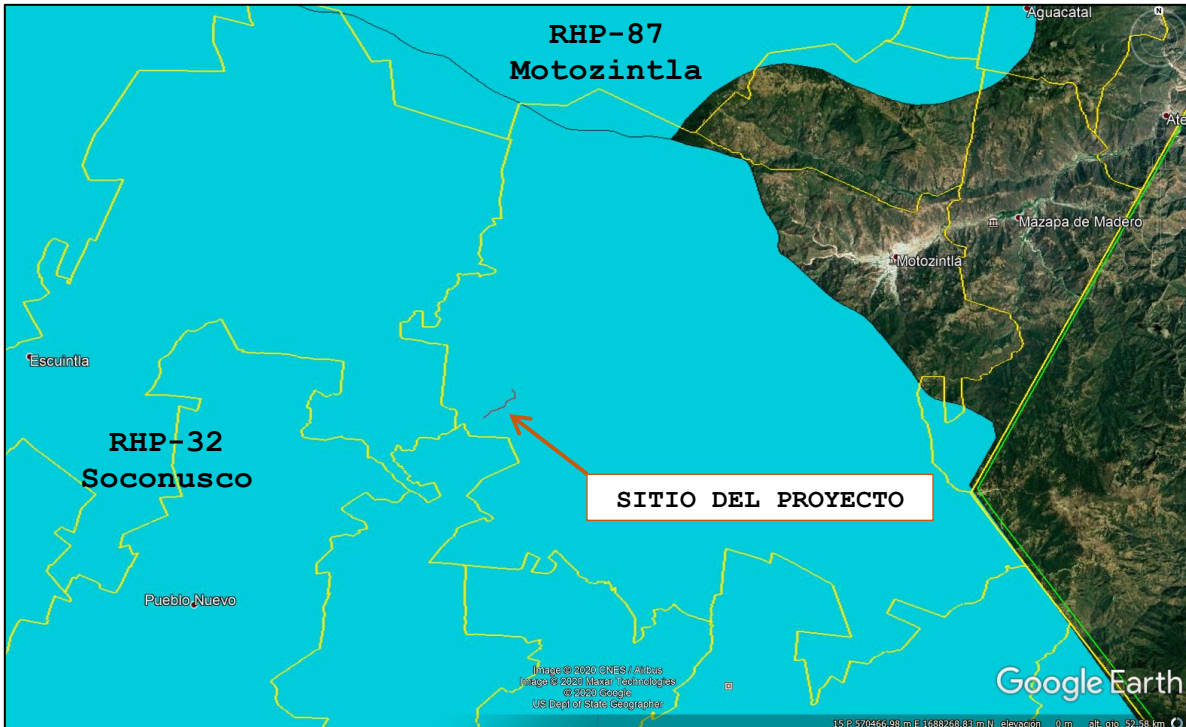 RHP-87
Motozintla
Aguacatal
N
Ate
Mazapa de Madero
Motozintla
Escuintla
RHP-32
Soconusco
SITIO DEL PROYECTO
Pueblo Nuevo
Image © 2020 CNES / Airbus
Image © 2020 Maxar Technologies
© 2020 Google
US Dept of State Geographer
Google Earth
15 P 570466.98 m E 1688268.83 m N elevación 0 m alt. ojo 52.58 km